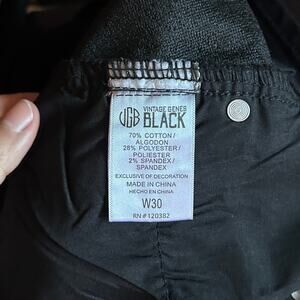 VGB VINTAGE GENES
BLACK
70% COTTON/
ALGODON
28% POLYESTER/
POLIESTER
2% SPANDEX/
SPANDEX
EXCLUSIVE OF DECORATION
MADE IN CHINA
HECHO EN CHINA
W30
RN#120382